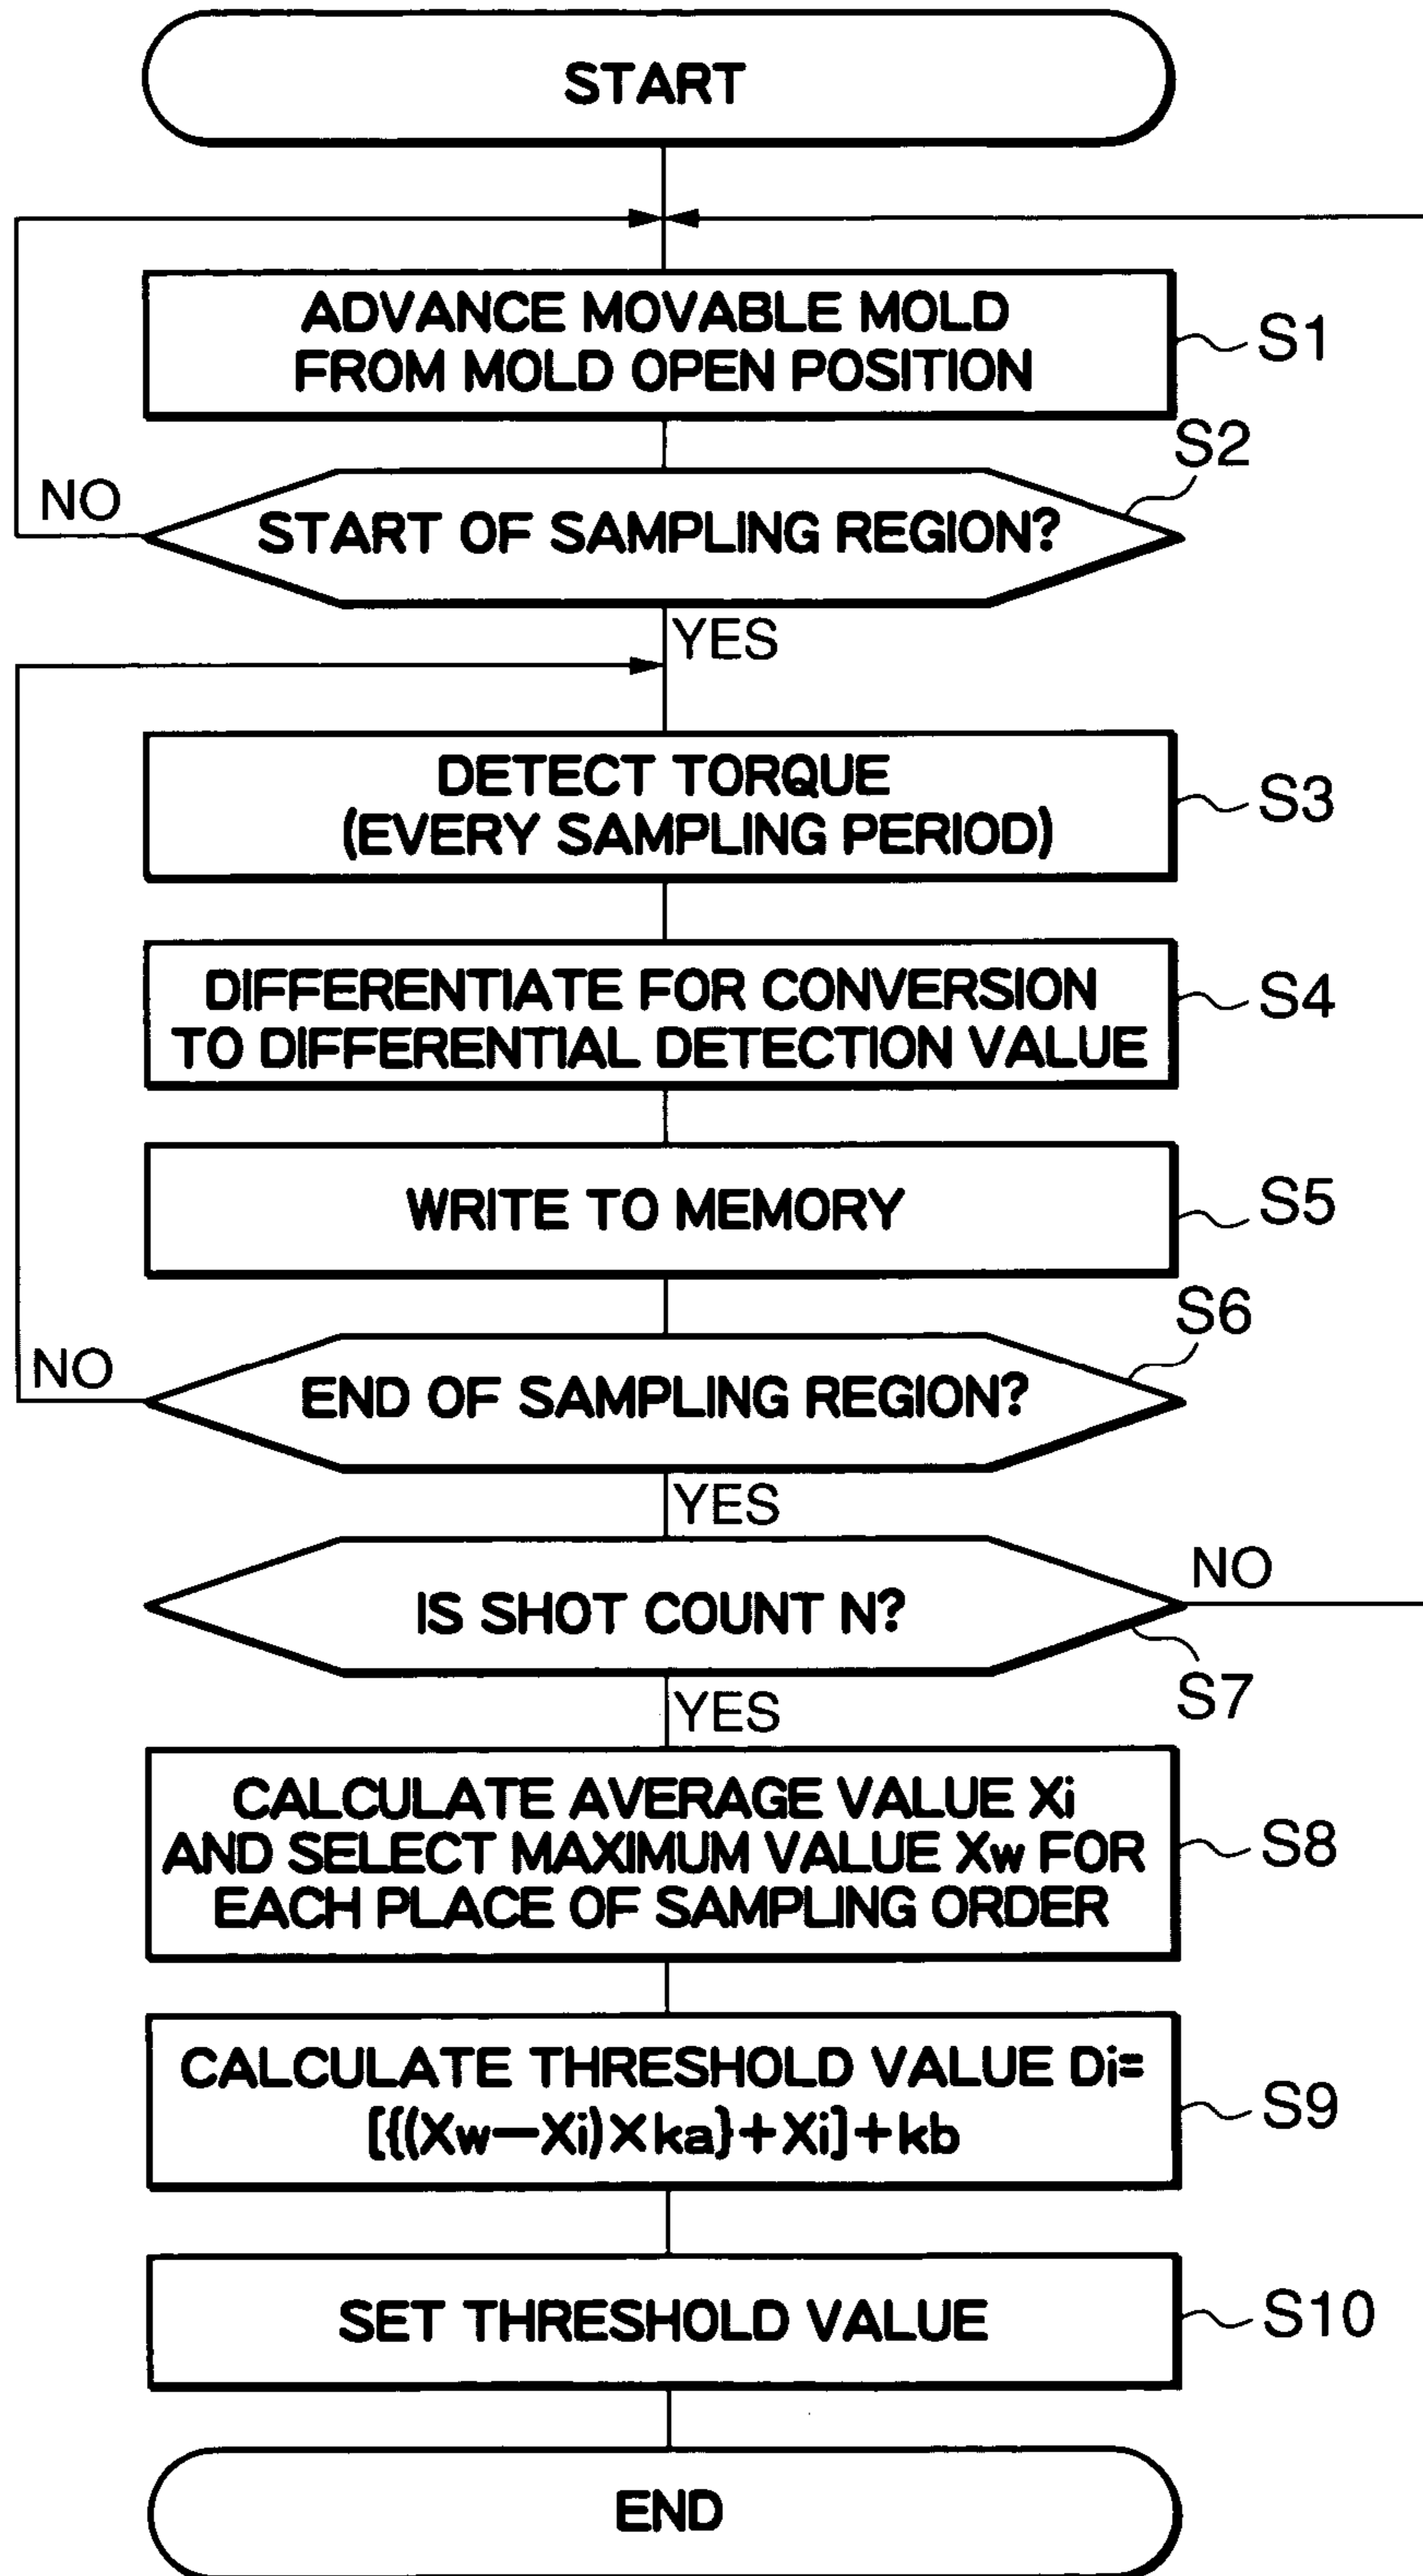 START
ADVANCE MOVABLE MOLD
FROM MOLD OPEN POSITION
S1
S2
NO
START OF SAMPLING REGION?
YES
DETECT TORQUE
(EVERY SAMPLING PERIOD)
S3
DIFFERENTIATE FOR CONVERSION
TO DIFFERENTIAL DETECTION VALUE
S4
WRITE TO MEMORY
S5
S6
NO
END OF SAMPLING REGION?
YES
NO
IS SHOT COUNT N?
S7
YES
CALCULATE AVERAGE VALUE Xi
AND SELECT MAXIMUM VALUE Xw FOR
EACH PLACE OF SAMPLING ORDER
S8
CALCULATE THRESHOLD VALUE Di=
[{(Xw−Xi)×ka}+Xi]+kb
S9
SET THRESHOLD VALUE
S10
END